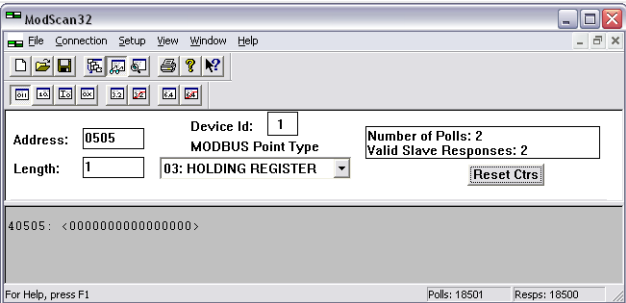 ModScan32
File Connection Setup View Window Help
Address: 0505
Device Id: 1
MODBUS Point Type
Length: 1
03: HOLDING REGISTER
Number of Polls: 2
Valid Slave Responses: 2
Reset Ctrs
40505: <0000000000000000>
For Help, press F1
Polls: 18501
Resps: 18500